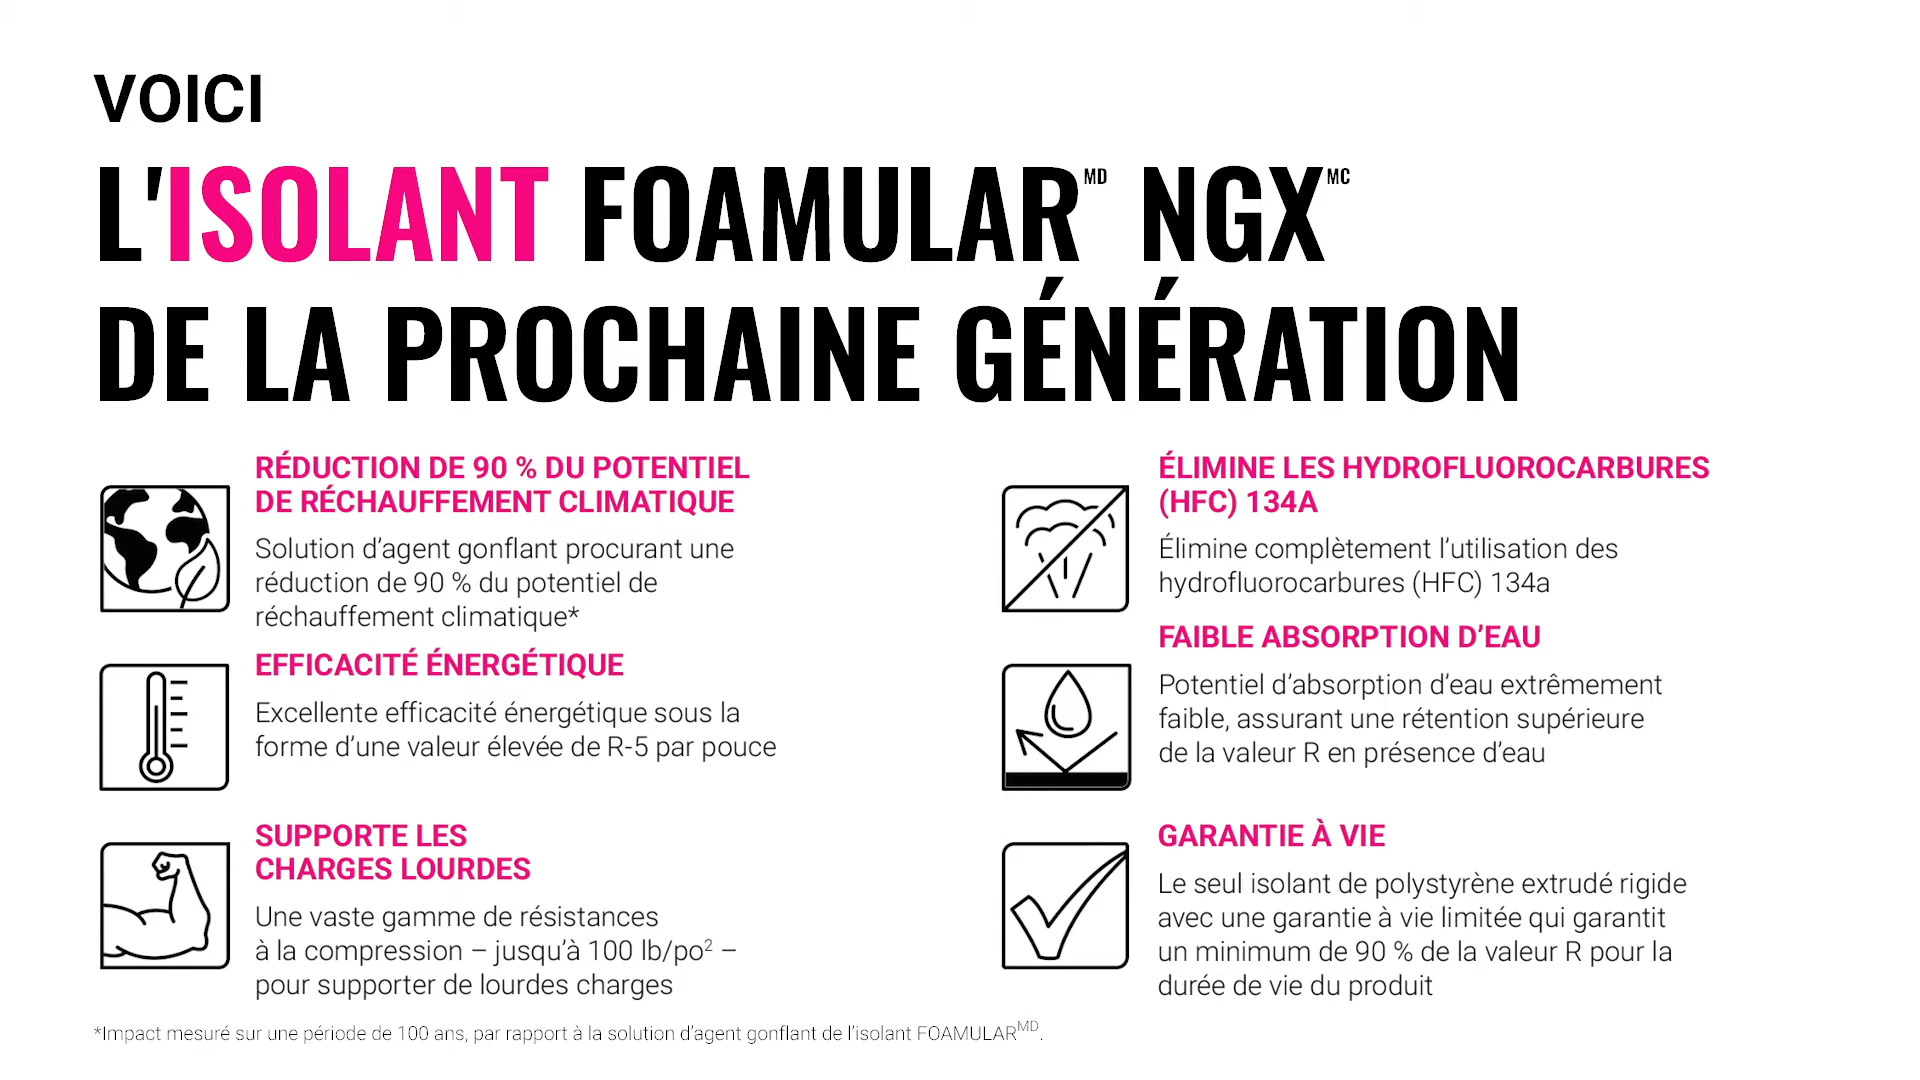 VOICI
L'ISOLANT FOAMULAR MD NGX MC
DE LA PROCHAINE GÉNÉRATION
RÉDUCTION DE 90 % DU POTENTIEL
DE RÉCHAUFFEMENT CLIMATIQUE
Solution d’agent gonflant procurant une
réduction de 90 % du potentiel de
réchauffement climatique*
EFFICACITÉ ÉNERGÉTIQUE
Excellente efficacité énergétique sous la
forme d’une valeur élevée de R-5 par pouce
SUPPORTE LES
CHARGES LOURDES
Une vaste gamme de résistances
à la compression – jusqu’à 100 lb/po² –
pour supporter de lourdes charges
ÉLIMINE LES HYDROFLUOROCARBURES
(HFC) 134A
Élimine complètement l’utilisation des
hydrofluorocarbures (HFC) 134a
FAIBLE ABSORPTION D’EAU
Potentiel d’absorption d’eau extrêmement
faible, assurant une rétention supérieure
de la valeur R en présence d’eau
GARANTIE À VIE
Le seul isolant de polystyrène extrudé rigide
avec une garantie à vie limitée qui garantit
un minimum de 90 % de la valeur R pour la
durée de vie du produit
*Impact mesuré sur une période de 100 ans, par rapport à la solution d’agent gonflant de l’isolant FOAMULAR MD.